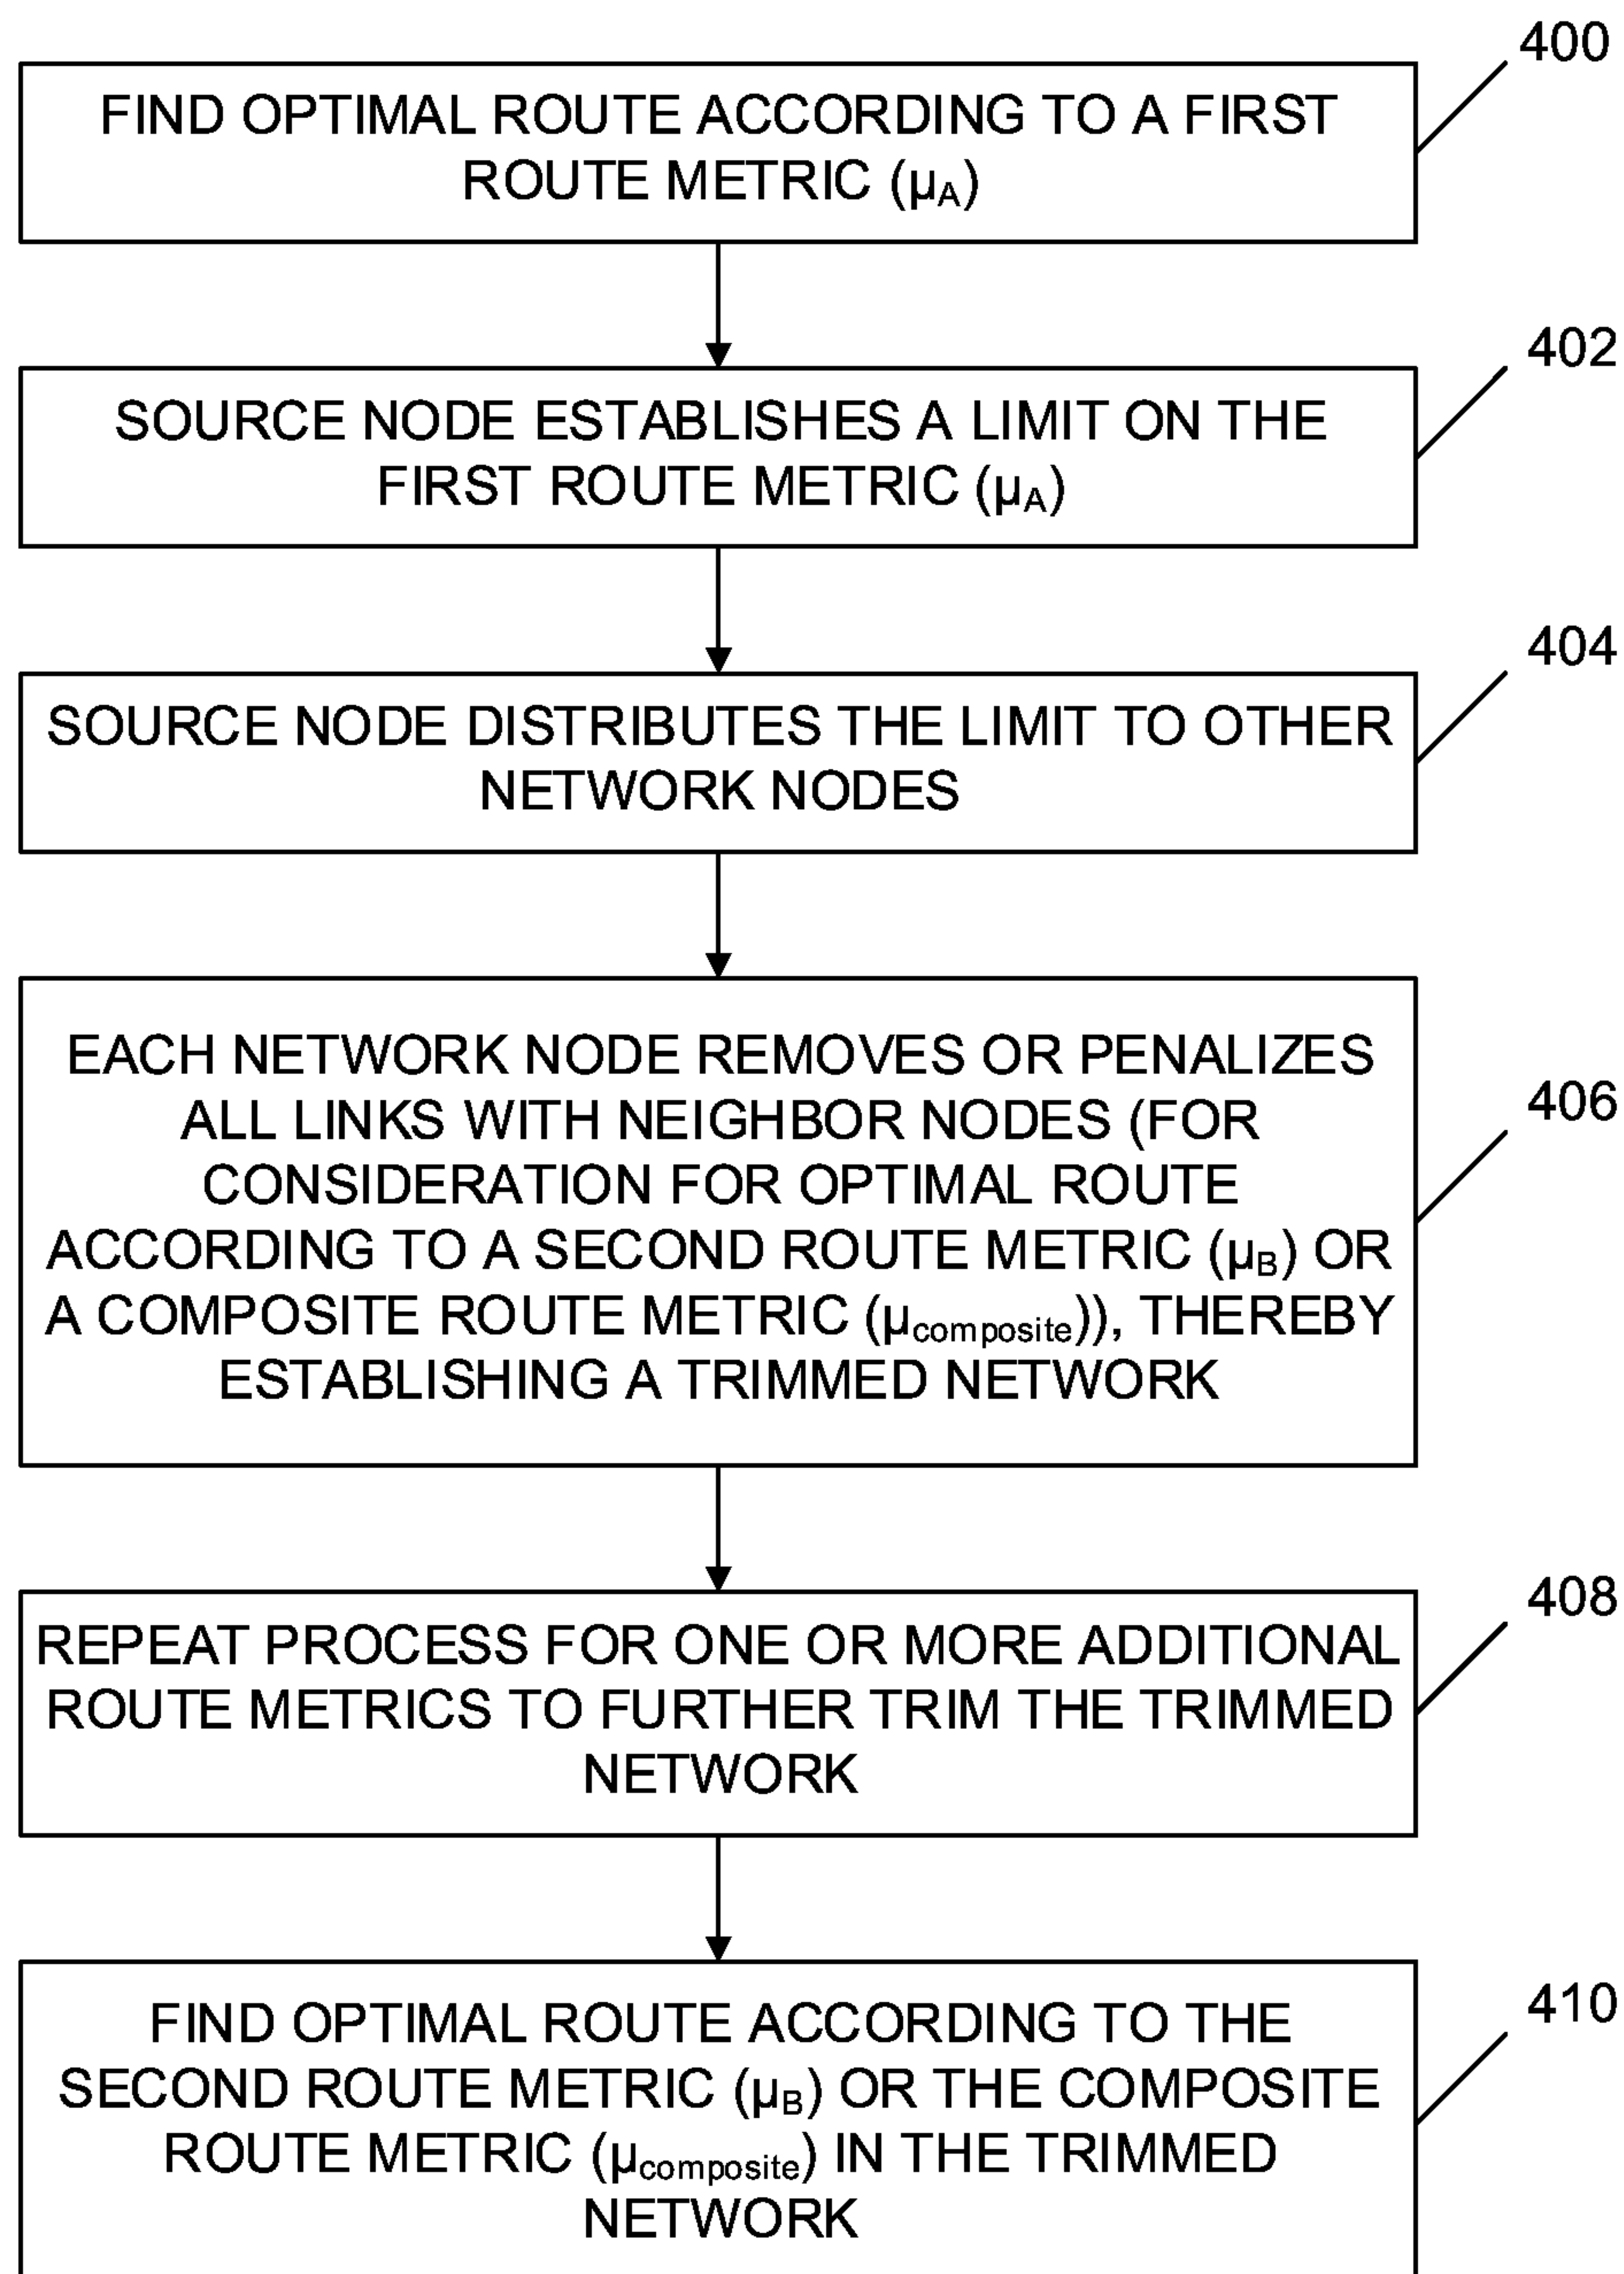 400
FIND OPTIMAL ROUTE ACCORDING TO A FIRST
ROUTE METRIC (μA)
402
SOURCE NODE ESTABLISHES A LIMIT ON THE
FIRST ROUTE METRIC (μA)
404
SOURCE NODE DISTRIBUTES THE LIMIT TO OTHER
NETWORK NODES
406
EACH NETWORK NODE REMOVES OR PENALIZES
ALL LINKS WITH NEIGHBOR NODES (FOR
CONSIDERATION FOR OPTIMAL ROUTE
ACCORDING TO A SECOND ROUTE METRIC (μB) OR
A COMPOSITE ROUTE METRIC (μcomposite)), THEREBY
ESTABLISHING A TRIMMED NETWORK
408
REPEAT PROCESS FOR ONE OR MORE ADDITIONAL
ROUTE METRICS TO FURTHER TRIM THE TRIMMED
NETWORK
410
FIND OPTIMAL ROUTE ACCORDING TO THE
SECOND ROUTE METRIC (μB) OR THE COMPOSITE
ROUTE METRIC (μcomposite) IN THE TRIMMED
NETWORK